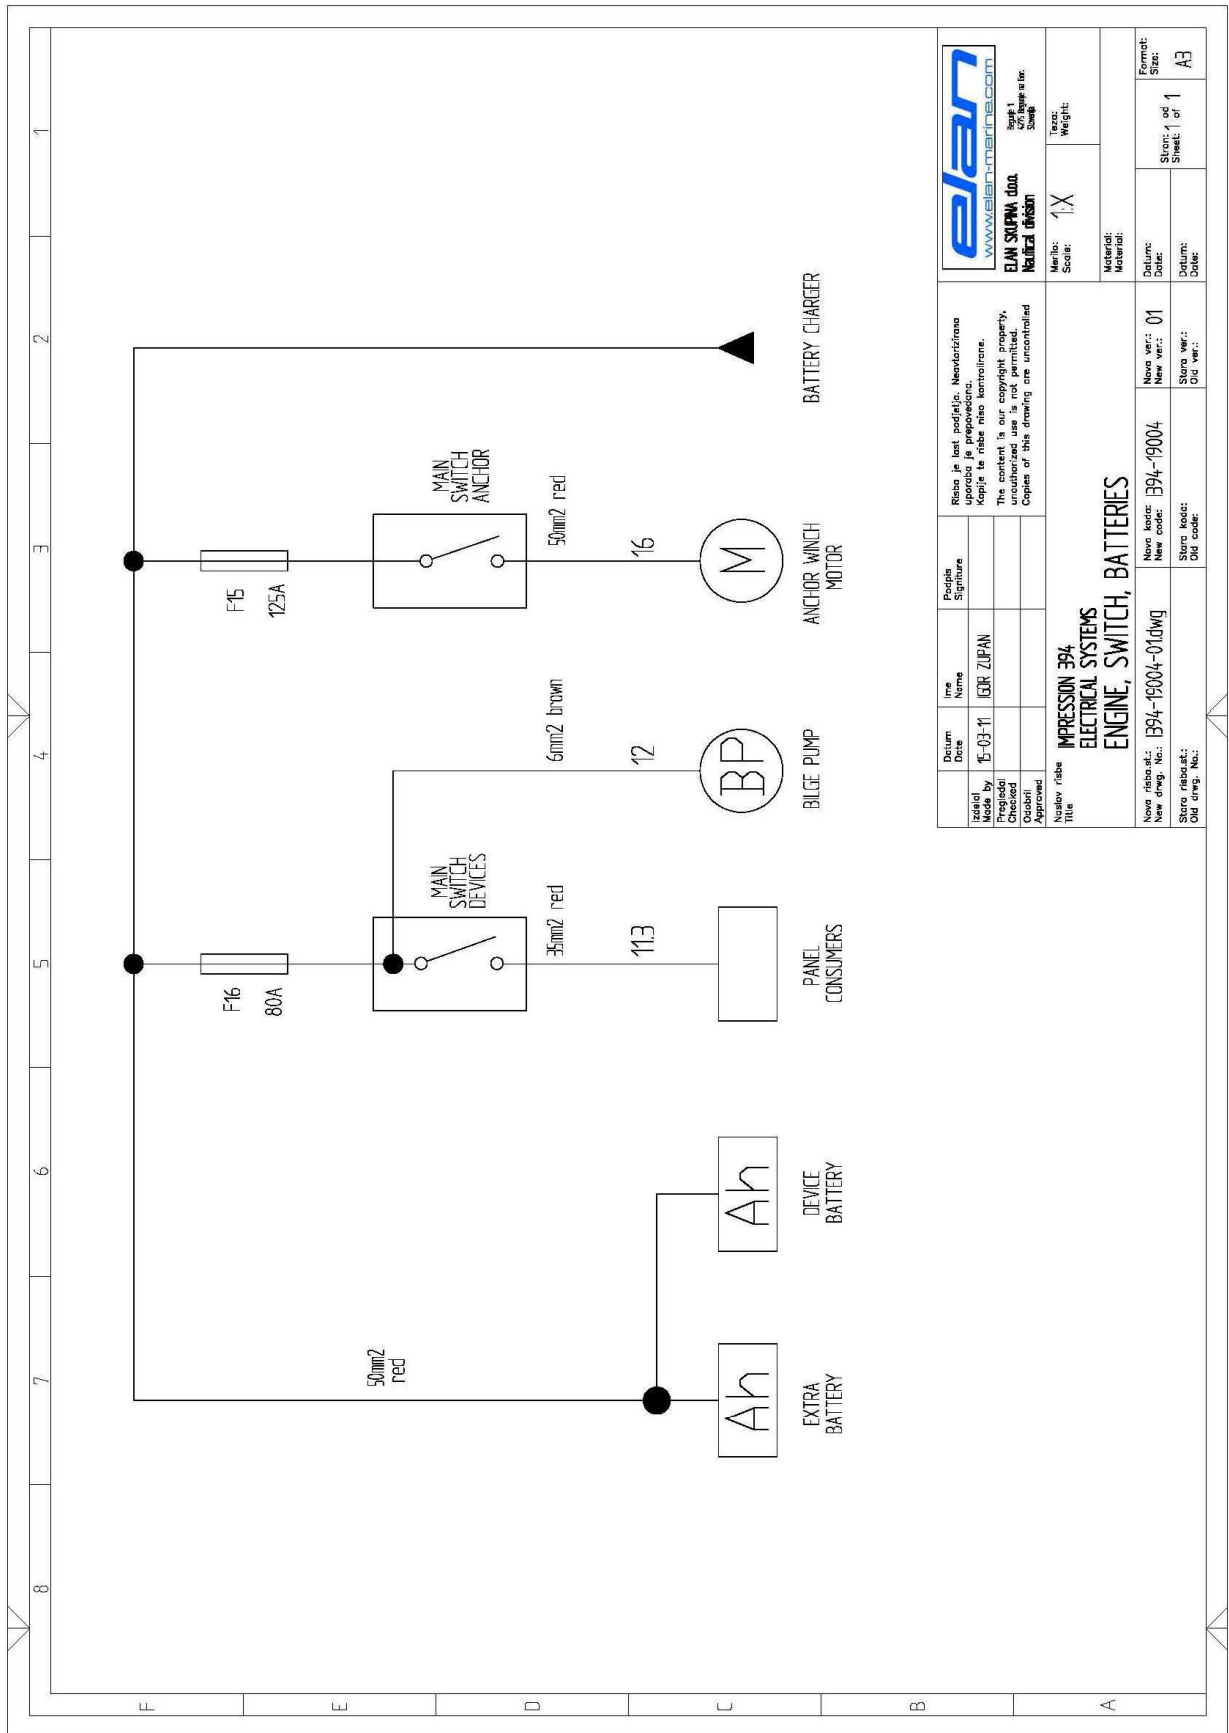 8
7
6
5
4
3
2
1
F
E
D
C
B
A
50mm2
red
F16
80A
MAIN
SWITCH
DEVICES
35mm2 red
11.3
6mm2 brown
12
F15
125A
MAIN
SWITCH
ANCHOR
50mm2 red
16
Ah
Ah
BP
M
EXTRA
BATTERY
DEVICE
BATTERY
PANEL
CONSUMERS
BILGE PUMP
ANCHOR WINCH
MOTOR
BATTERY CHARGER
Datum
Date
Ime
Name
Podpis
Signiture
Izdelal
Made by
15-03-11
IGOR ZUPAN
Pregledal
Checked
Odobril
Approved
Risba je last podjetja. Neavtorizirana
uporaba je prepovedana.
Kopije te risbe niso kontrolirane.
The content is our copyright property,
unauthorized use is not permitted.
Copies of this drawing are uncontrolled
elan
www.elan-marine.com
ELAN SKUPINA d.o.o.
Nautical division
Begunje 1
Slovenija
Naslov risbe
Title
IMPRESSION 394
ELECTRICAL SYSTEMS
ENGINE, SWITCH, BATTERIES
Merilo:
Scale:
1:X
Teza:
Weight:
Material:
Material:
Nova risba.st.:
New drwg. No.:
I394-19004-01.dwg
Nova koda:
New code:
I394-19004
Nova ver.:
New ver.:
01
Datum:
Date:
Stran: 1 od 1
Sheet: 1 of 1
Format:
Size:
A3
Stara risba.st.:
Old drwg. No.:
Stara koda:
Old code:
Stara ver.:
Old ver.:
Datum:
Date: